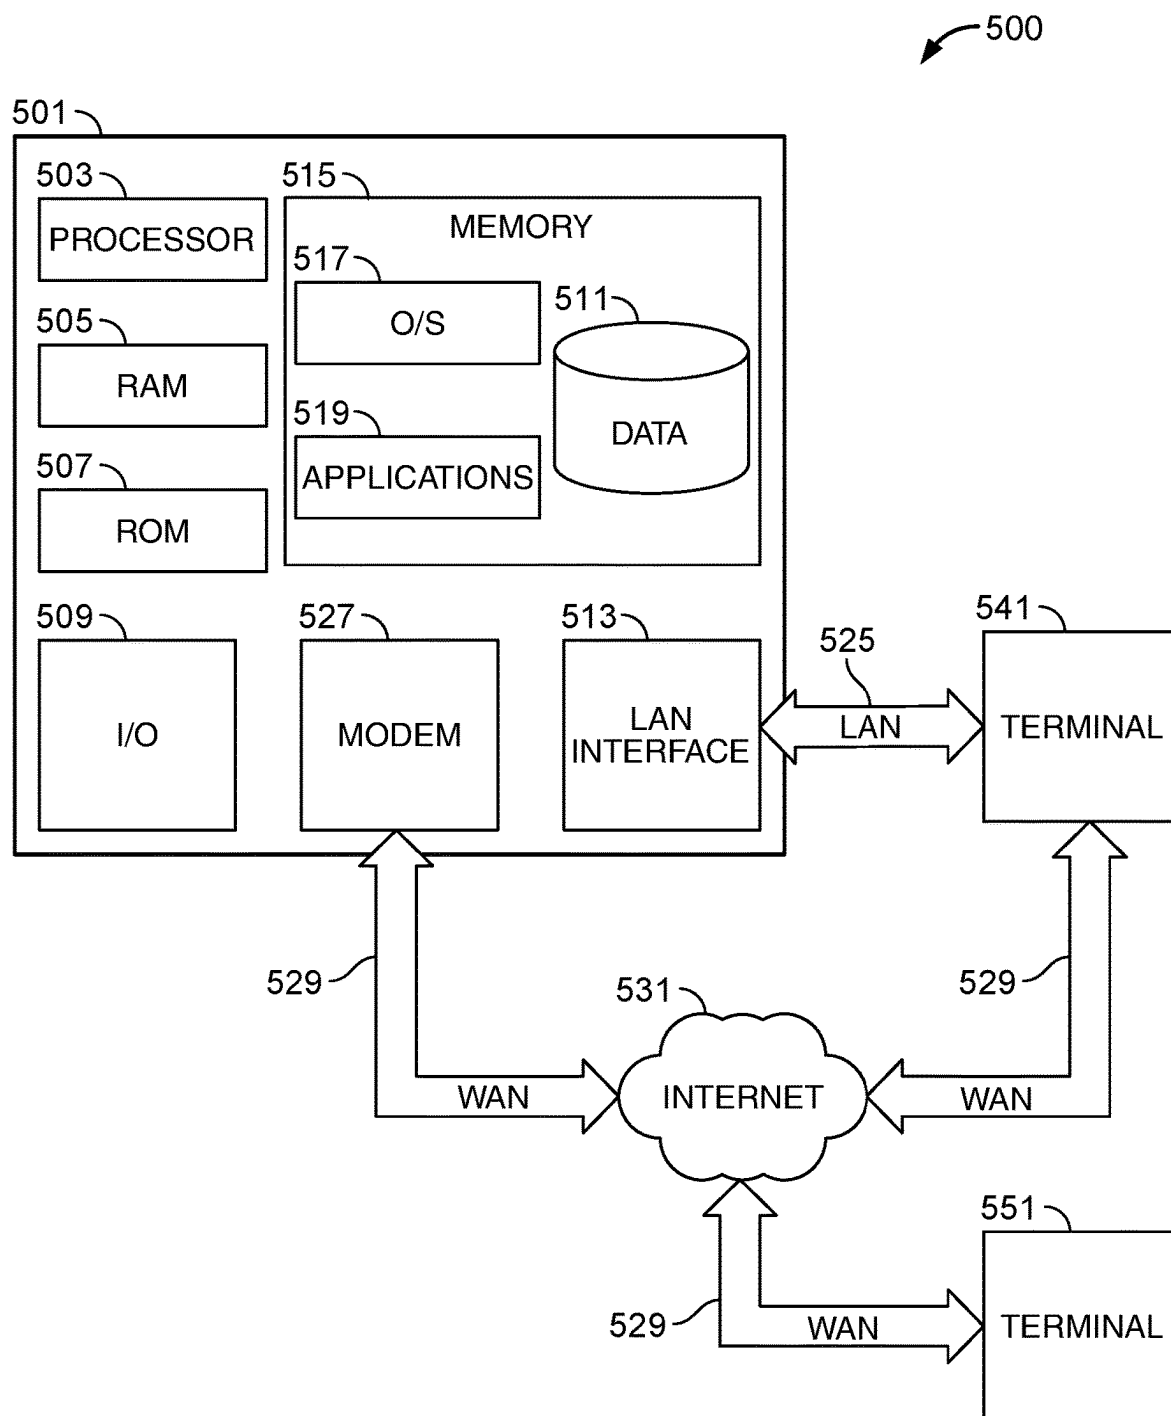 500
501
503
PROCESSOR
505
RAM
507
ROM
515
MEMORY
517
O/S
511
DATA
519
APPLICATIONS
509
I/O
527
MODEM
513
LAN
INTERFACE
525
LAN
541
TERMINAL
529
WAN
531
INTERNET
529
WAN
529
WAN
551
TERMINAL